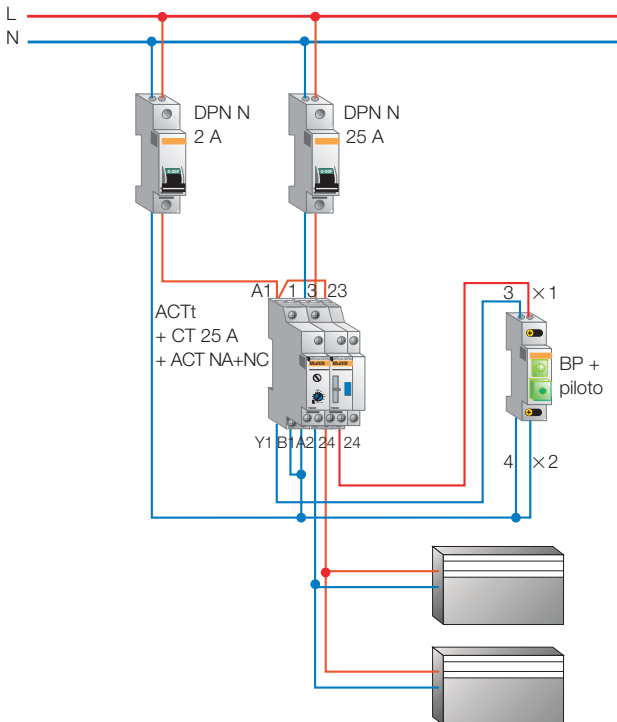 L
N
DPN N
2 A
DPN N
25 A
A1 1 3 23
3 ×1
ACTt
+ CT 25 A
+ ACT NA+NC
BP +
piloto
Y1 B1 A2 24 24
4 ×2